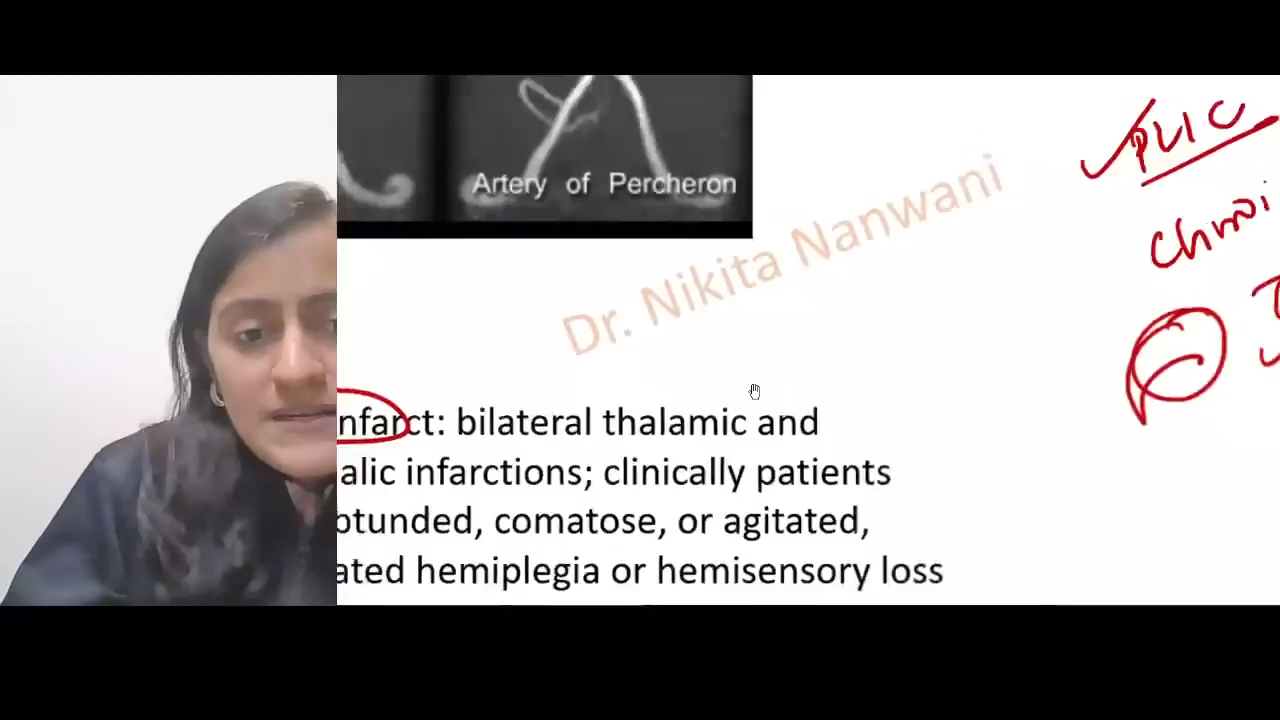 Artery of Percheron
PLIC
Dr. Nikita Nanwani
nfarct: bilateral thalamic and
alic infarctions; clinically patients
btunded, comatose, or agitated,
ated hemiplegia or hemisensory loss